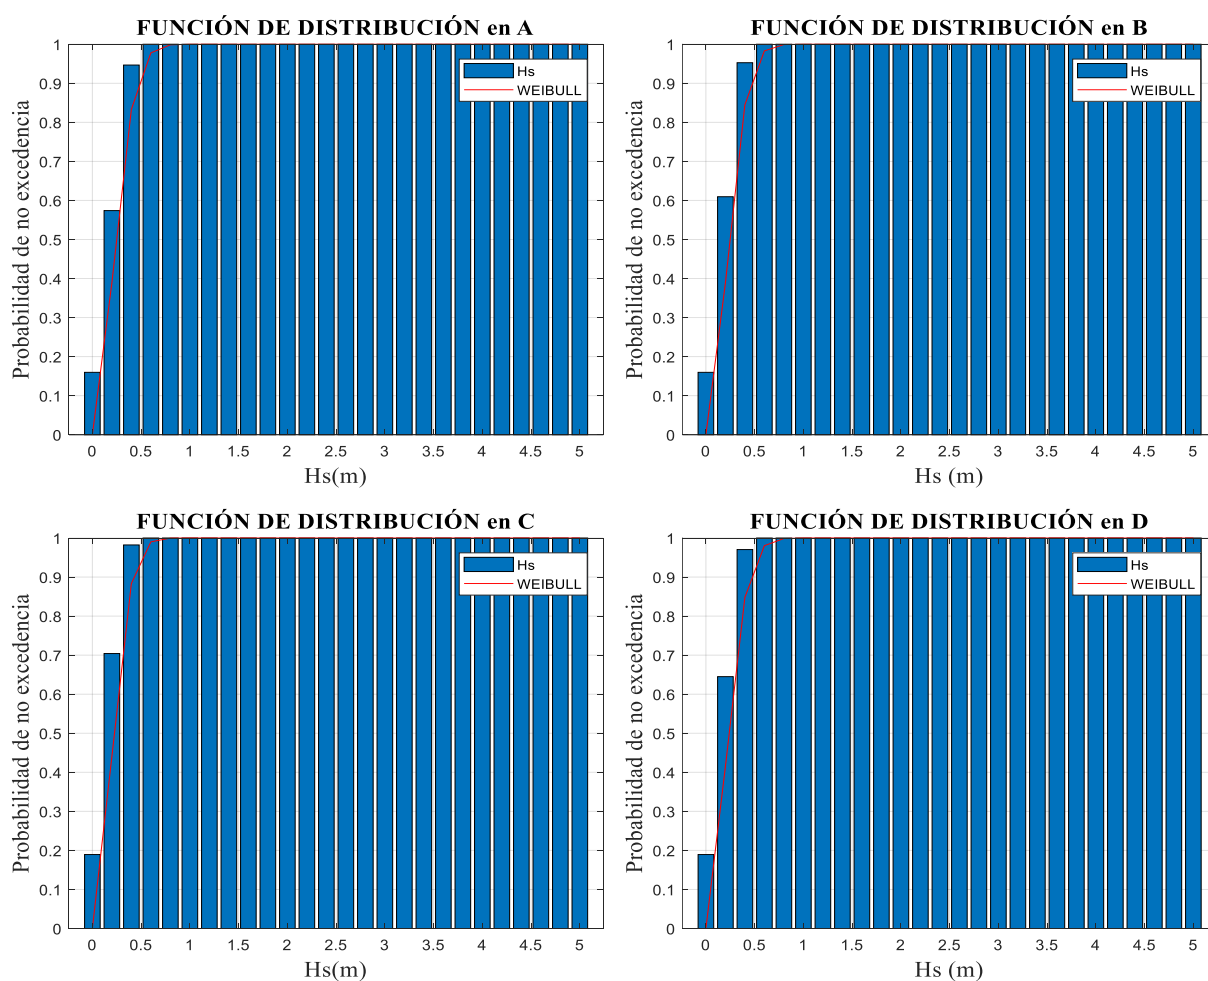 FUNCIÓN DE DISTRIBUCIÓN en A
Probabilidad de no excedencia
1
0.9
0.8
0.7
0.6
0.5
0.4
0.3
0.2
0.1
0
Hs
WEIBULL
0 0.5 1 1.5 2 2.5 3 3.5 4 4.5 5
Hs(m)
FUNCIÓN DE DISTRIBUCIÓN en B
Probabilidad de no excedencia
1
0.9
0.8
0.7
0.6
0.5
0.4
0.3
0.2
0.1
0
Hs
WEIBULL
0 0.5 1 1.5 2 2.5 3 3.5 4 4.5 5
Hs (m)
FUNCIÓN DE DISTRIBUCIÓN en C
Probabilidad de no excedencia
1
0.9
0.8
0.7
0.6
0.5
0.4
0.3
0.2
0.1
0
Hs
WEIBULL
0 0.5 1 1.5 2 2.5 3 3.5 4 4.5 5
Hs(m)
FUNCIÓN DE DISTRIBUCIÓN en D
Probabilidad de no excedencia
1
0.9
0.8
0.7
0.6
0.5
0.4
0.3
0.2
0.1
0
Hs
WEIBULL
0 0.5 1 1.5 2 2.5 3 3.5 4 4.5 5
Hs (m)